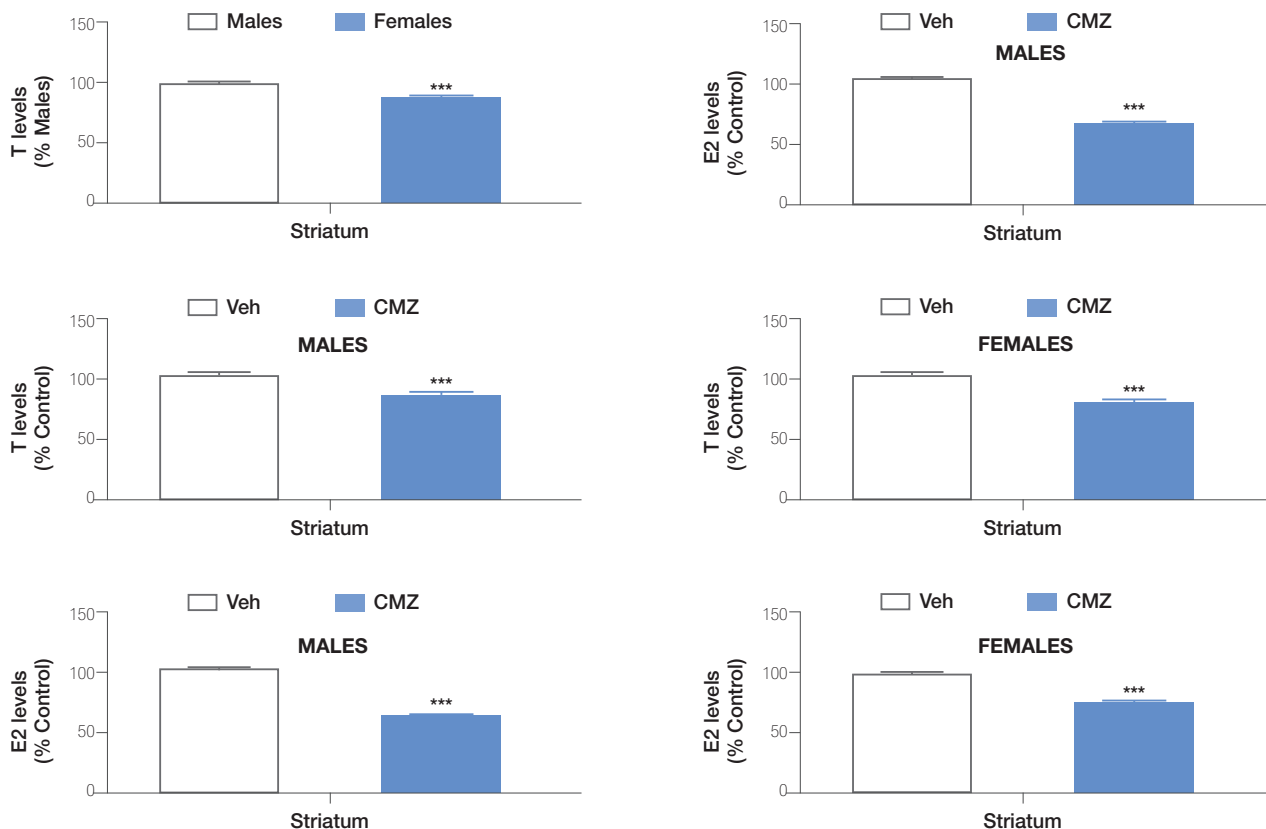 Males Females
150
100
50
0
T levels
(% Males)
***
Striatum
Veh CMZ
MALES
150
100
50
0
E2 levels
(% Control)
***
Striatum
Veh CMZ
MALES
150
100
50
0
T levels
(% Control)
***
Striatum
Veh CMZ
FEMALES
150
100
50
0
T levels
(% Control)
***
Striatum
Veh CMZ
MALES
150
100
50
0
E2 levels
(% Control)
***
Striatum
Veh CMZ
FEMALES
150
100
50
0
E2 levels
(% Control)
***
Striatum